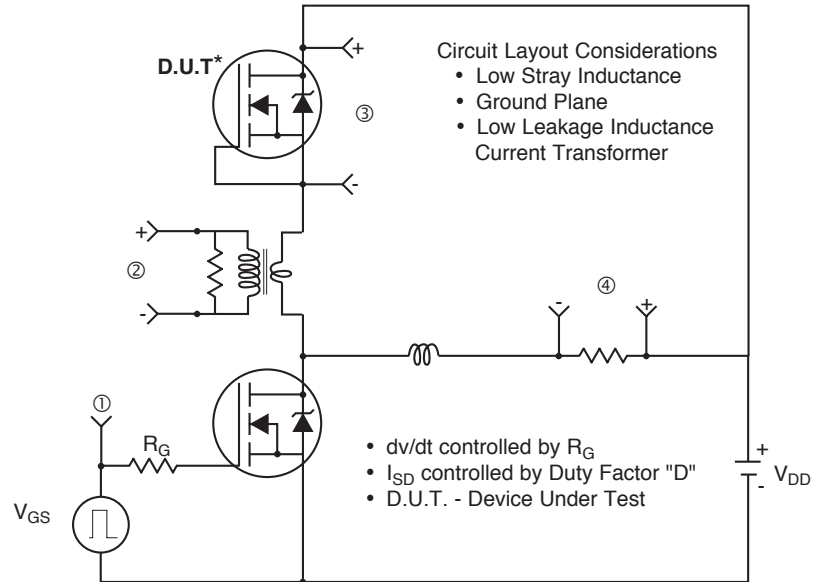 D.U.T*
+
③
-
Circuit Layout Considerations
• Low Stray Inductance
• Ground Plane
• Low Leakage Inductance
Current Transformer
+
②
-
④
- +
①
RG
VGS
• dv/dt controlled by RG
• ISD controlled by Duty Factor "D"
• D.U.T. - Device Under Test
+
VDD
-